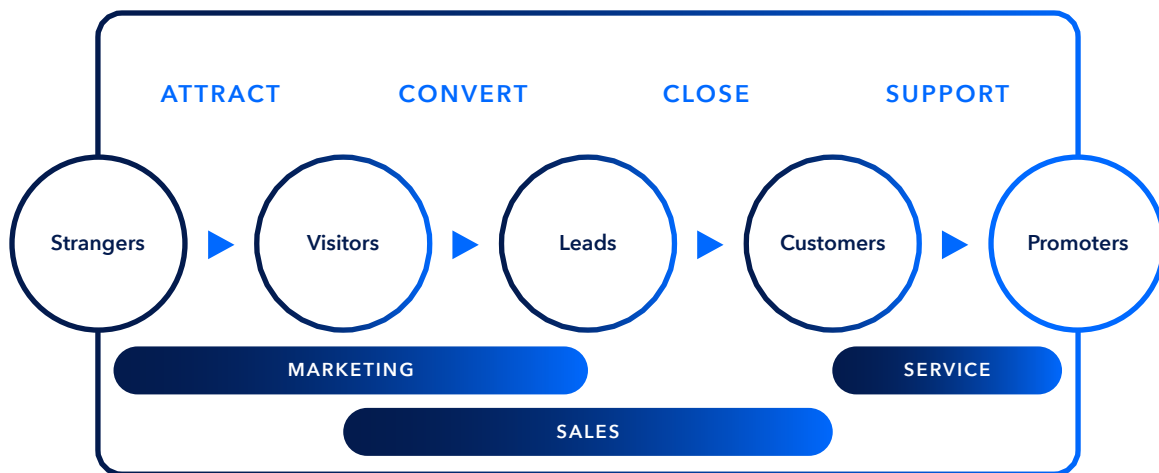 ATTRACT CONVERT CLOSE SUPPORT
Strangers Visitors Leads Customers Promoters
MARKETING SERVICE
SALES